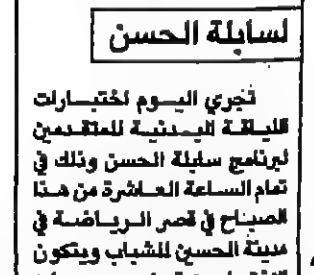 لسابلة الحسن
تجري اليوم اختبارات
اللياقة البدنية للمتقدمين
لبرنامج سابلة الحسن وذلك في
تمام الساعة العاشرة من هذا
الصباح في قصر الرياضة في
مدينة الحسين للشباب ويتكون